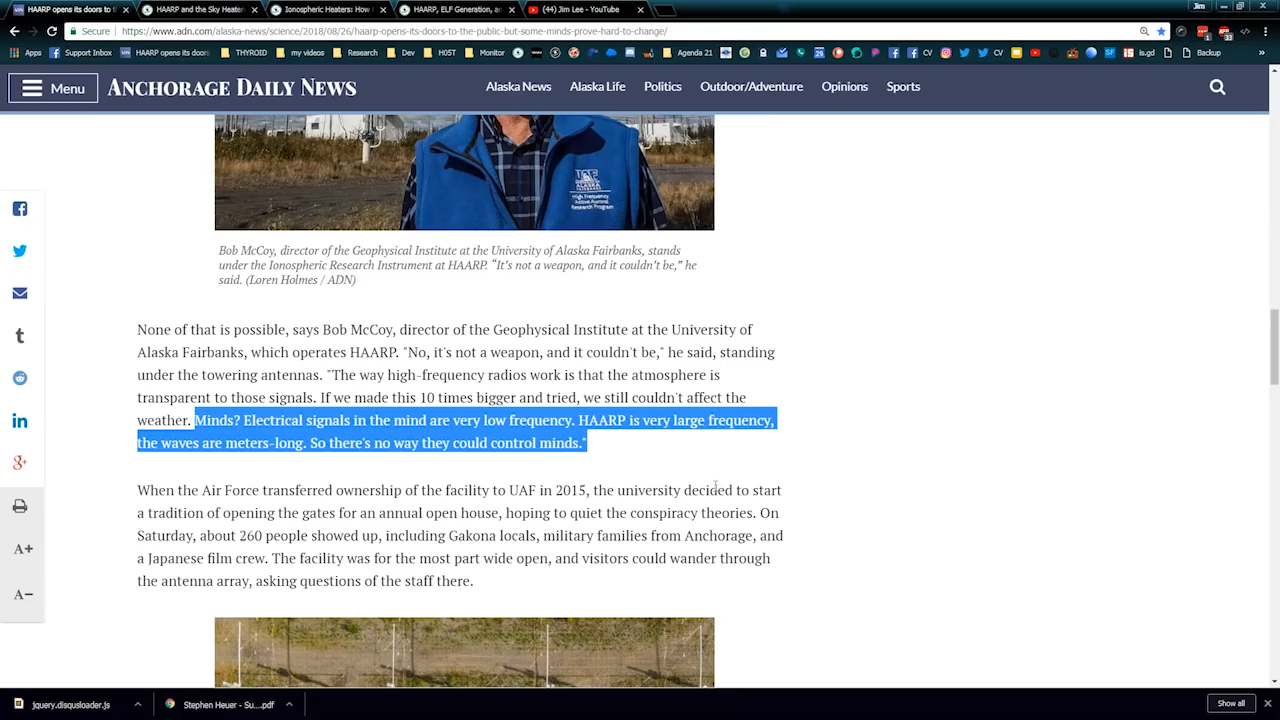 HAARP opens its doors to t
HAARP and the Sky Heater
Ionospheric Heaters: How
HAARP, ELF Generation, an
Jim Lee - YouTube
Jim
Secure
https://www.adn.com/alaska-news/science/2018/08/26/haarp-opens-its-doors-to-the-public-but-some-minds-prove-hard-to-change/
Apps
Support Inbox
HAARP opens its doors
THYROID
my videos
Research
Dev
HOST
Monitor
Agenda 21
CV
CV
is.gd
Backup
Menu
ANCHORAGE DAILY NEWS
Alaska News
Alaska Life
Politics
Outdoor/Adventure
Opinions
Sports
UAF
ALASKA
FAIRBANKS
High Frequency
Active Auroral
Research Program
Bob McCoy, director of the Geophysical Institute at the University of Alaska Fairbanks, stands
under the Ionospheric Research Instrument at HAARP. “It’s not a weapon, and it couldn’t be,” he
said. (Loren Holmes / ADN)
None of that is possible, says Bob McCoy, director of the Geophysical Institute at the University of
Alaska Fairbanks, which operates HAARP. "No, it's not a weapon, and it couldn't be," he said, standing
under the towering antennas. "The way high-frequency radios work is that the atmosphere is
transparent to those signals. If we made this 10 times bigger and tried, we still couldn't affect the
weather. Minds? Electrical signals in the mind are very low frequency. HAARP is very large frequency,
the waves are meters-long. So there's no way they could control minds."
When the Air Force transferred ownership of the facility to UAF in 2015, the university decided to start
a tradition of opening the gates for an annual open house, hoping to quiet the conspiracy theories. On
Saturday, about 260 people showed up, including Gakona locals, military families from Anchorage, and
a Japanese film crew. The facility was for the most part wide open, and visitors could wander through
the antenna array, asking questions of the staff there.
A+
A−
jquery.disqusloader.js
Stephen Heuer - Su....pdf
Show all